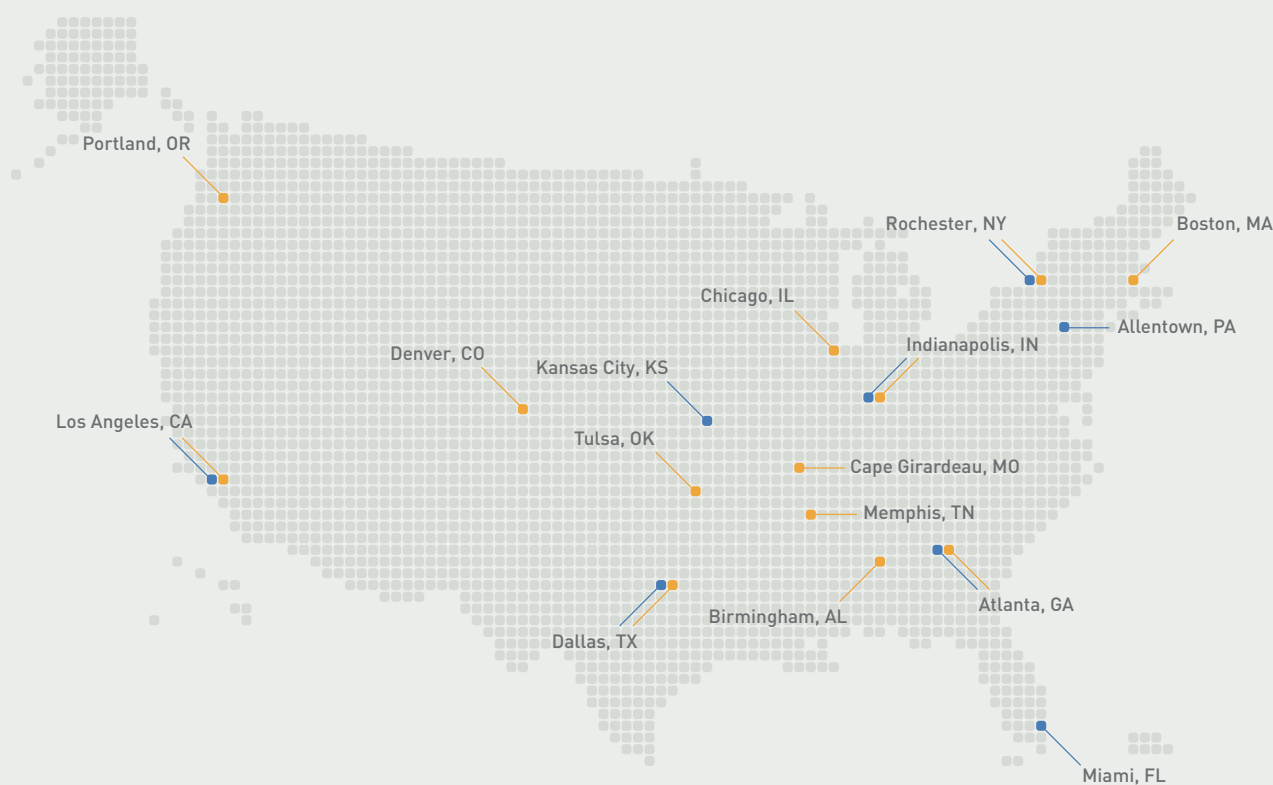 Portland, OR
Rochester, NY
Boston, MA
Chicago, IL
Allentown, PA
Indianapolis, IN
Denver, CO
Kansas City, KS
Los Angeles, CA
Tulsa, OK
Cape Girardeau, MO
Memphis, TN
Atlanta, GA
Birmingham, AL
Dallas, TX
Miami, FL